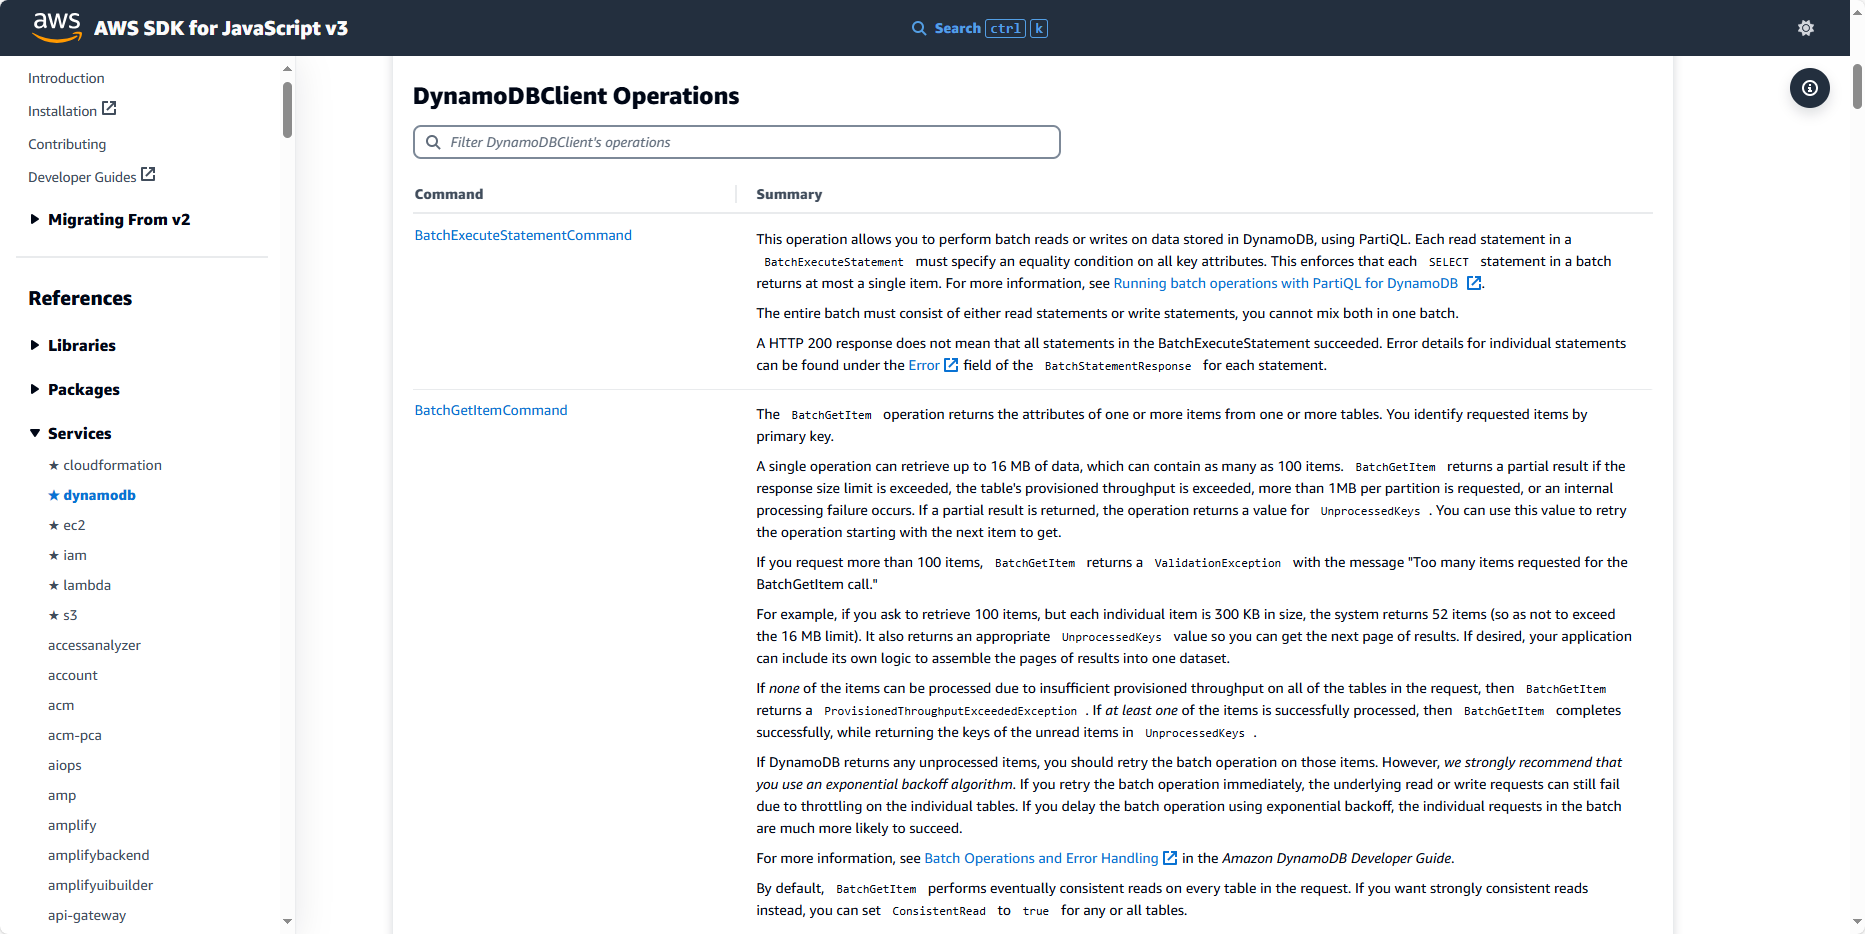 aws
AWS SDK for JavaScript v3
Search ctrl k
Introduction
Installation
Contributing
Developer Guides
Migrating From v2
References
Libraries
Packages
Services
★ cloudformation
★ dynamodb
★ ec2
★ iam
★ lambda
★ s3
accessanalyzer
account
acm
acm-pca
aiops
amp
amplify
amplifybackend
amplifyuibuilder
api-gateway
DynamoDBClient Operations
Filter DynamoDBClient's operations
Command
Summary
BatchExecuteStatementCommand
This operation allows you to perform batch reads or writes on data stored in DynamoDB, using PartiQL. Each read statement in a
BatchExecuteStatement must specify an equality condition on all key attributes. This enforces that each SELECT statement in a batch
returns at most a single item. For more information, see Running batch operations with PartiQL for DynamoDB .
The entire batch must consist of either read statements or write statements, you cannot mix both in one batch.
A HTTP 200 response does not mean that all statements in the BatchExecuteStatement succeeded. Error details for individual statements
can be found under the Error field of the BatchStatementResponse for each statement.
BatchGetItemCommand
The BatchGetItem operation returns the attributes of one or more items from one or more tables. You identify requested items by
primary key.
A single operation can retrieve up to 16 MB of data, which can contain as many as 100 items. BatchGetItem returns a partial result if the
response size limit is exceeded, the table's provisioned throughput is exceeded, more than 1MB per partition is requested, or an internal
processing failure occurs. If a partial result is returned, the operation returns a value for UnprocessedKeys . You can use this value to retry
the operation starting with the next item to get.
If you request more than 100 items, BatchGetItem returns a ValidationException with the message "Too many items requested for the
BatchGetItem call."
For example, if you ask to retrieve 100 items, but each individual item is 300 KB in size, the system returns 52 items (so as not to exceed
the 16 MB limit). It also returns an appropriate UnprocessedKeys value so you can get the next page of results. If desired, your application
can include its own logic to assemble the pages of results into one dataset.
If none of the items can be processed due to insufficient provisioned throughput on all of the tables in the request, then BatchGetItem
returns a ProvisionedThroughputExceededException . If at least one of the items is successfully processed, then BatchGetItem completes
successfully, while returning the keys of the unread items in UnprocessedKeys .
If DynamoDB returns any unprocessed items, you should retry the batch operation on those items. However, we strongly recommend that
you use an exponential backoff algorithm. If you retry the batch operation immediately, the underlying read or write requests can still fail
due to throttling on the individual tables. If you delay the batch operation using exponential backoff, the individual requests in the batch
are much more likely to succeed.
For more information, see Batch Operations and Error Handling in the Amazon DynamoDB Developer Guide.
By default, BatchGetItem performs eventually consistent reads on every table in the request. If you want strongly consistent reads
instead, you can set ConsistentRead to true for any or all tables.